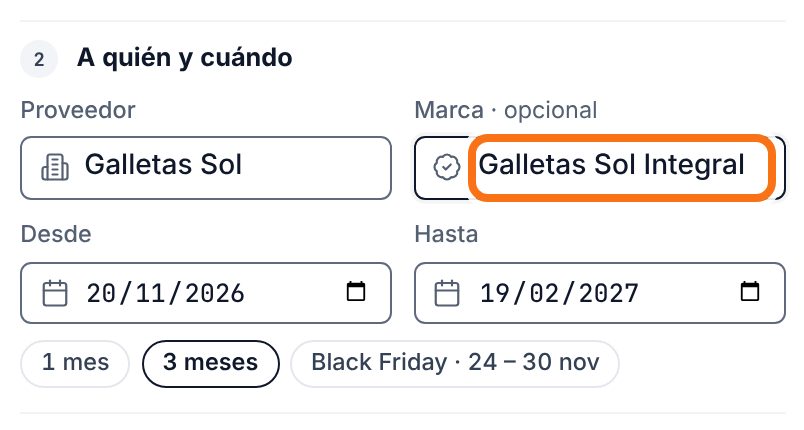 2 A quién y cuándo
Proveedor
Marca · opcional
Galletas Sol
Galletas Sol Integral
Desde
Hasta
20/11/2026
19/02/2027
1 mes
3 meses
Black Friday · 24 – 30 nov